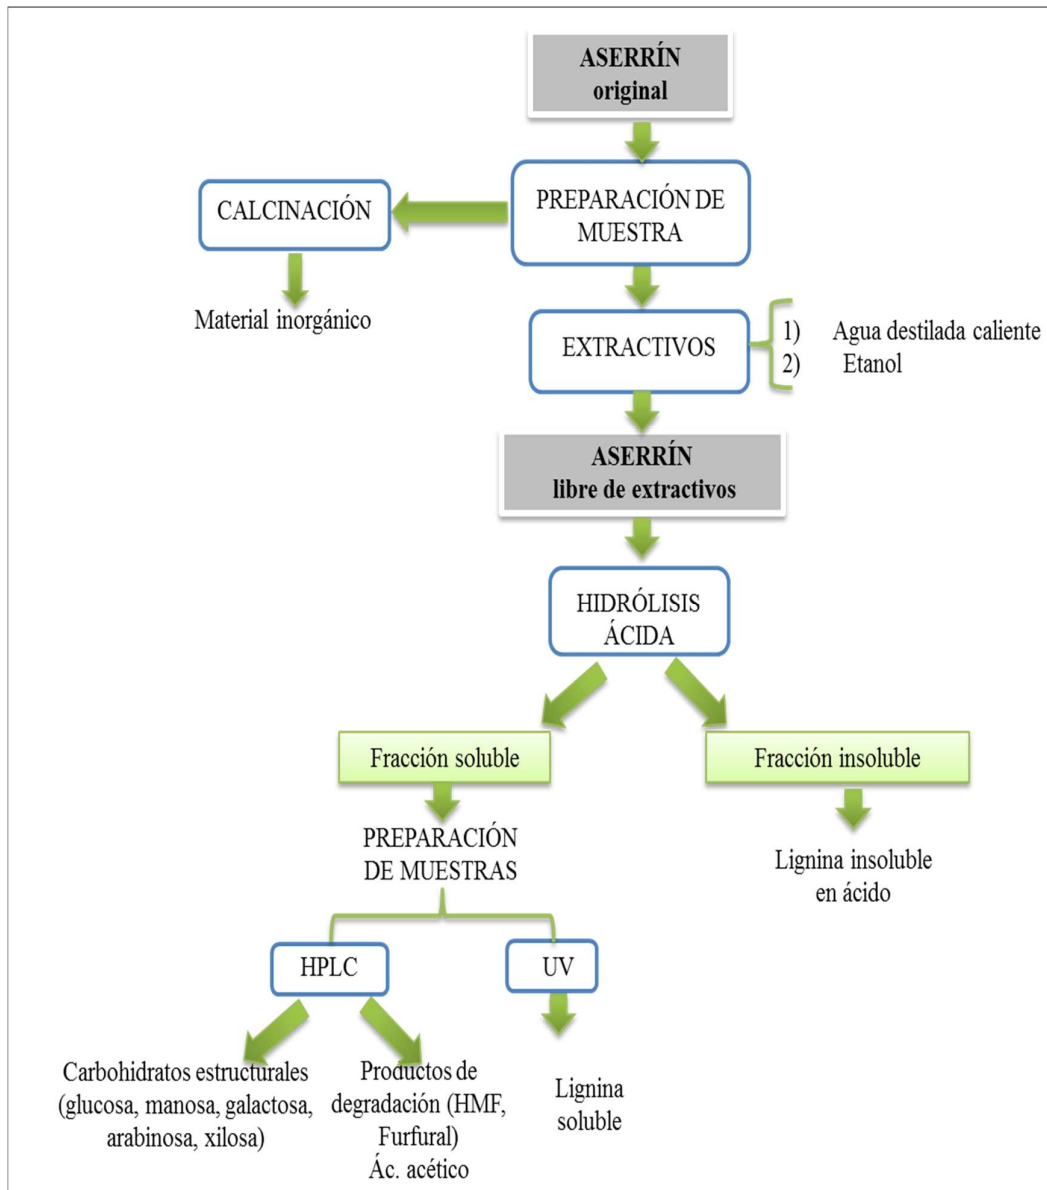 ASERRÍN
original
CALCINACIÓN
PREPARACIÓN DE
MUESTRA
Material inorgánico
EXTRACTIVOS
1) Agua destilada caliente
2) Etanol
ASERRÍN
libre de extractivos
HIDRÓLISIS
ÁCIDA
Fracción soluble
Fracción insoluble
PREPARACIÓN
DE MUESTRAS
Lignina insoluble
en ácido
HPLC
UV
Carbohidratos estructurales
(glucosa, manosa, galactosa,
arabinosa, xilosa)
Productos de
degradación (HMF,
Furfural)
Ác. acético
Lignina
soluble